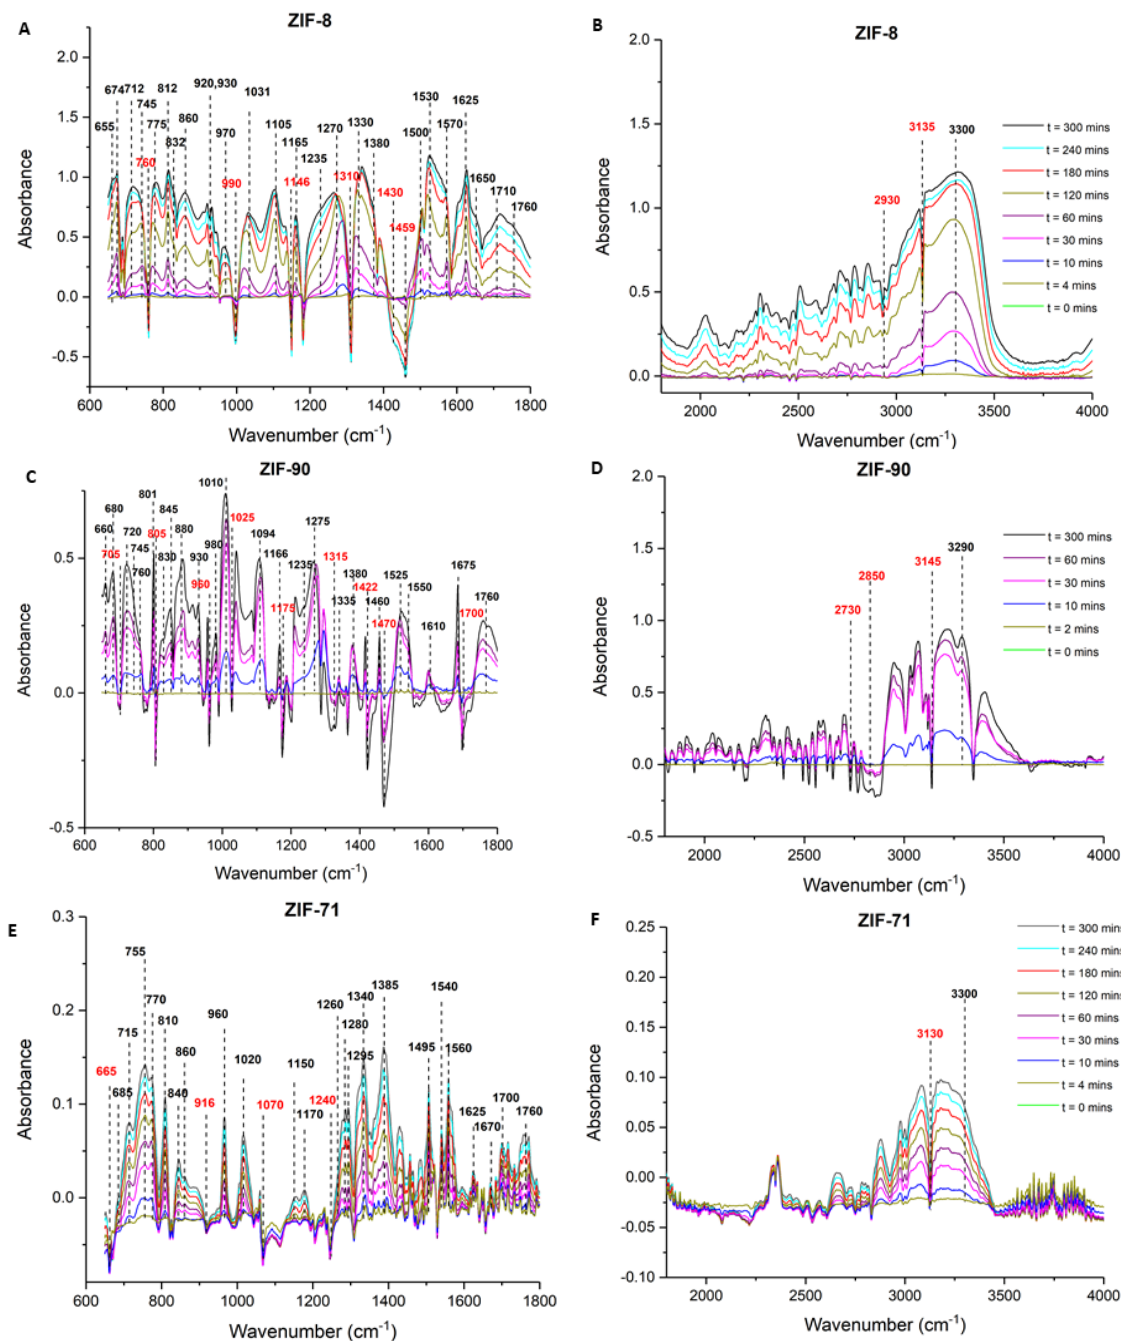 A
ZIF-8
2.0
1.5
1.0
0.5
0.0
-0.5
Absorbance
600 800 1000 1200 1400 1600 1800
Wavenumber (cm-1)
655
674
712
745
760
775
812
832
860
920,930
970
990
1031
1105
1146
1165
1235
1270
1310
1330
1380
1430
1459
1500
1530
1570
1625
1650
1710
1760
B
ZIF-8
2.0
1.5
1.0
0.5
0.0
Absorbance
2000 2500 3000 3500 4000
Wavenumber (cm-1)
2930
3135
3300
t = 300 mins
t = 240 mins
t = 180 mins
t = 120 mins
t = 60 mins
t = 30 mins
t = 10 mins
t = 4 mins
t = 0 mins
C
ZIF-90
0.5
0.0
-0.5
Absorbance
600 800 1000 1200 1400 1600 1800
Wavenumber (cm-1)
660
680
705
720
745
760
801
805
830
845
880
930
960
980
1010
1025
1094
1166
1175
1235
1275
1315
1335
1380
1422
1460
1470
1525
1550
1610
1675
1700
1760
D
ZIF-90
2.0
1.5
1.0
0.5
0.0
-0.5
Absorbance
2000 2500 3000 3500 4000
Wavenumber (cm-1)
2730
2850
3145
3290
t = 300 mins
t = 60 mins
t = 30 mins
t = 10 mins
t = 2 mins
t = 0 mins
E
ZIF-71
0.3
0.2
0.1
0.0
Absorbance
600 800 1000 1200 1400 1600 1800
Wavenumber (cm-1)
665
685
715
755
770
810
840
860
916
960
1020
1070
1150
1170
1240
1260
1280
1295
1340
1385
1495
1540
1560
1625
1670
1700
1760
F
ZIF-71
0.25
0.20
0.15
0.10
0.05
0.00
-0.05
-0.10
Absorbance
2000 2500 3000 3500 4000
Wavenumber (cm-1)
3130
3300
t = 300 mins
t = 240 mins
t = 180 mins
t = 120 mins
t = 60 mins
t = 30 mins
t = 10 mins
t = 4 mins
t = 0 mins